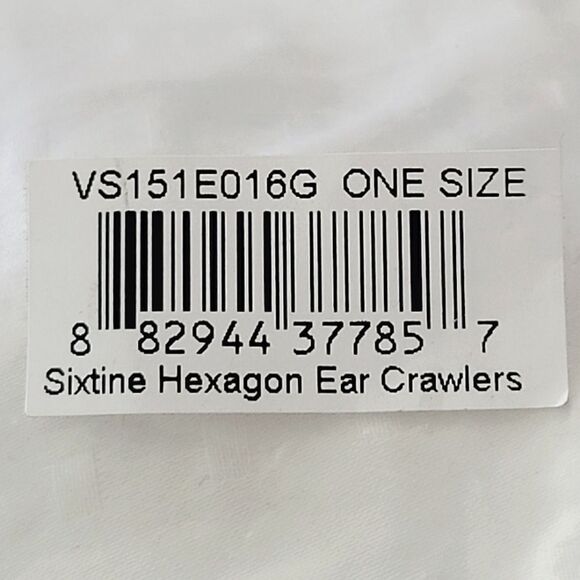 VS151E016G ONE SIZE
8 82944 37785 7
Sixtine Hexagon Ear Crawlers